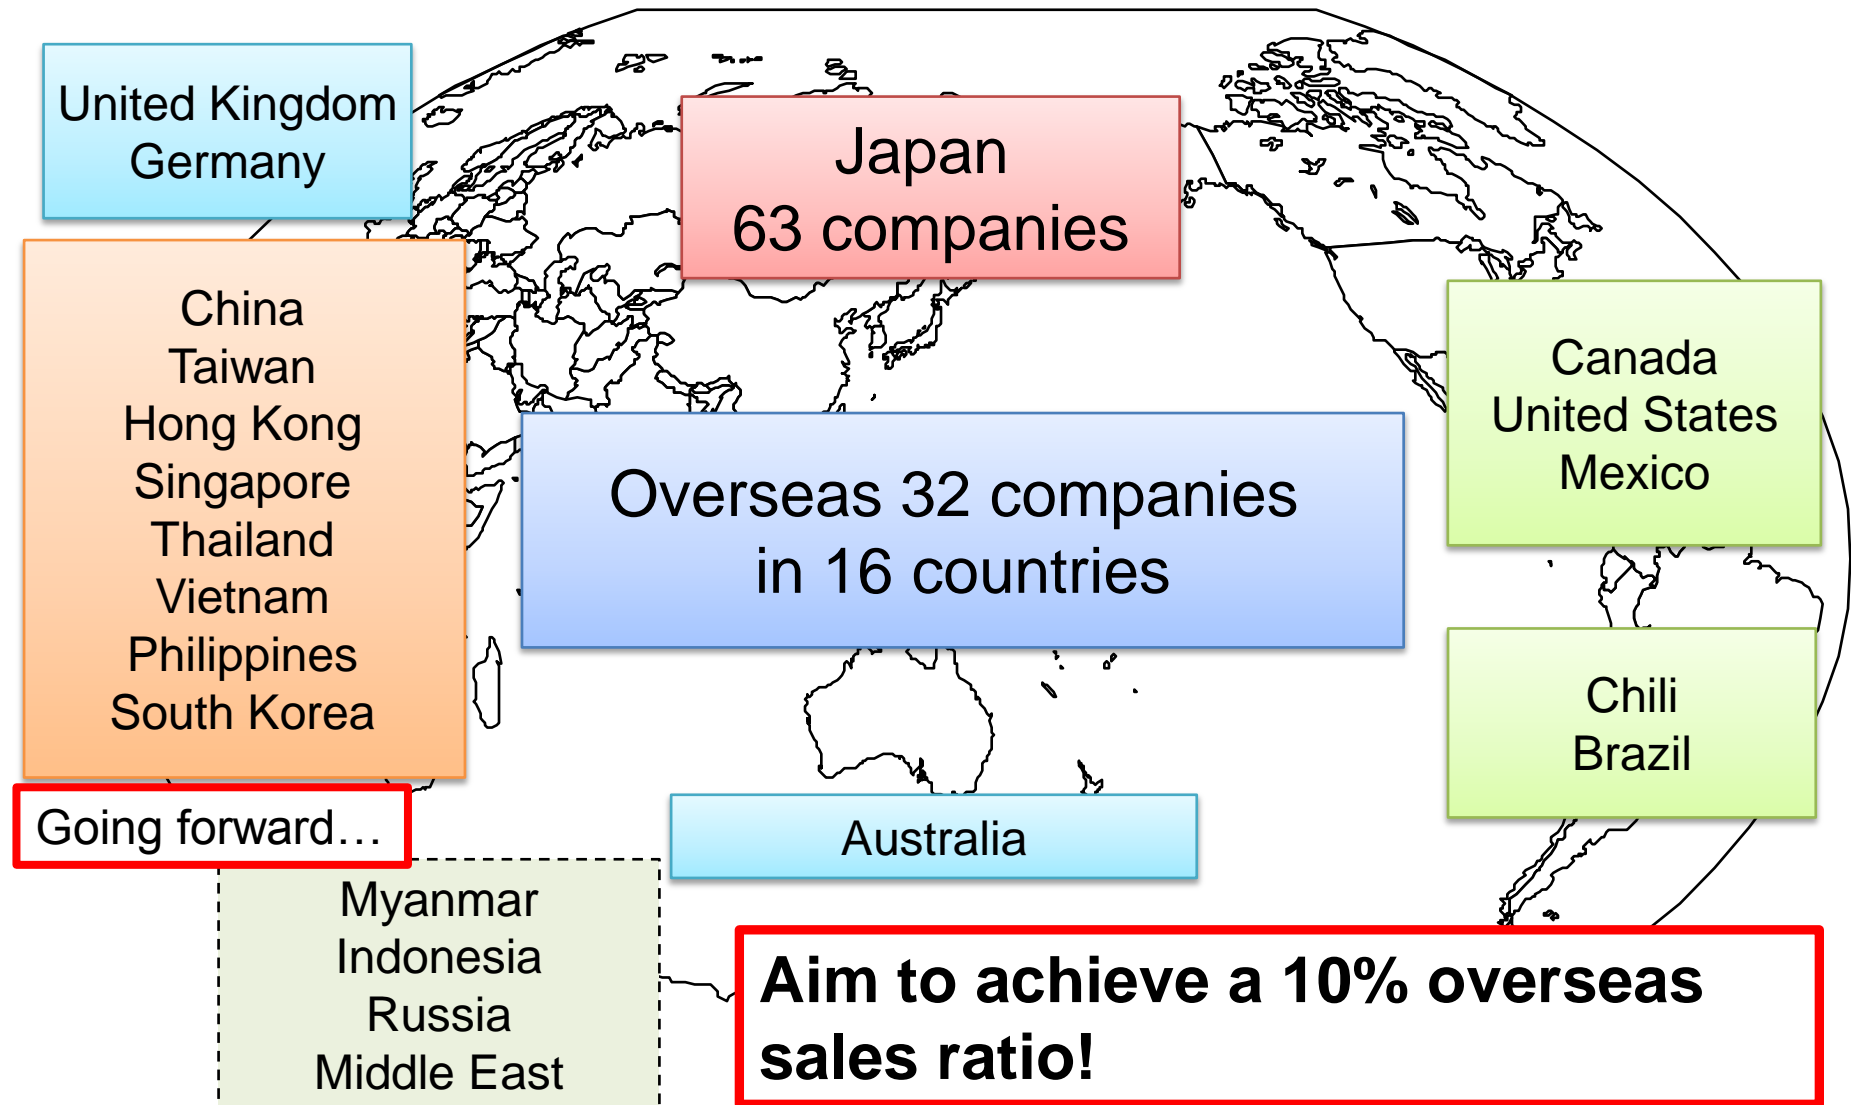 United Kingdom
Germany
Japan
63 companies
China
Taiwan
Hong Kong
Singapore
Thailand
Vietnam
Philippines
South Korea
Canada
United States
Mexico
Overseas 32 companies
in 16 countries
Chili
Brazil
Going forward…
Australia
Myanmar
Indonesia
Russia
Middle East
Aim to achieve a 10% overseas
sales ratio!